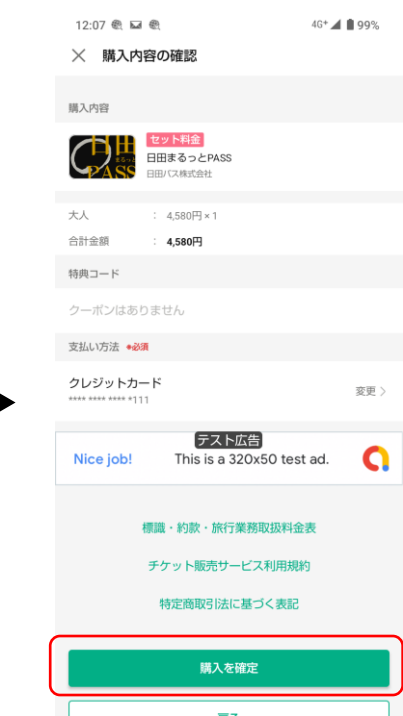 12:07 4G+ 99%
購入内容の確認
購入内容
日田 まるっと PASS
セット料金
日田まるっとPASS
日田バス株式会社
大人 : 4,580円 × 1
合計金額 : 4,580円
特典コード
クーポンはありません
支払い方法 *必須
クレジットカード
**** **** **** *111
変更 >
テスト広告
Nice job! This is a 320x50 test ad.
標識・約款・旅行業務取扱料金表
チケット販売サービス利用規約
特定商取引法に基づく表記
購入を確定